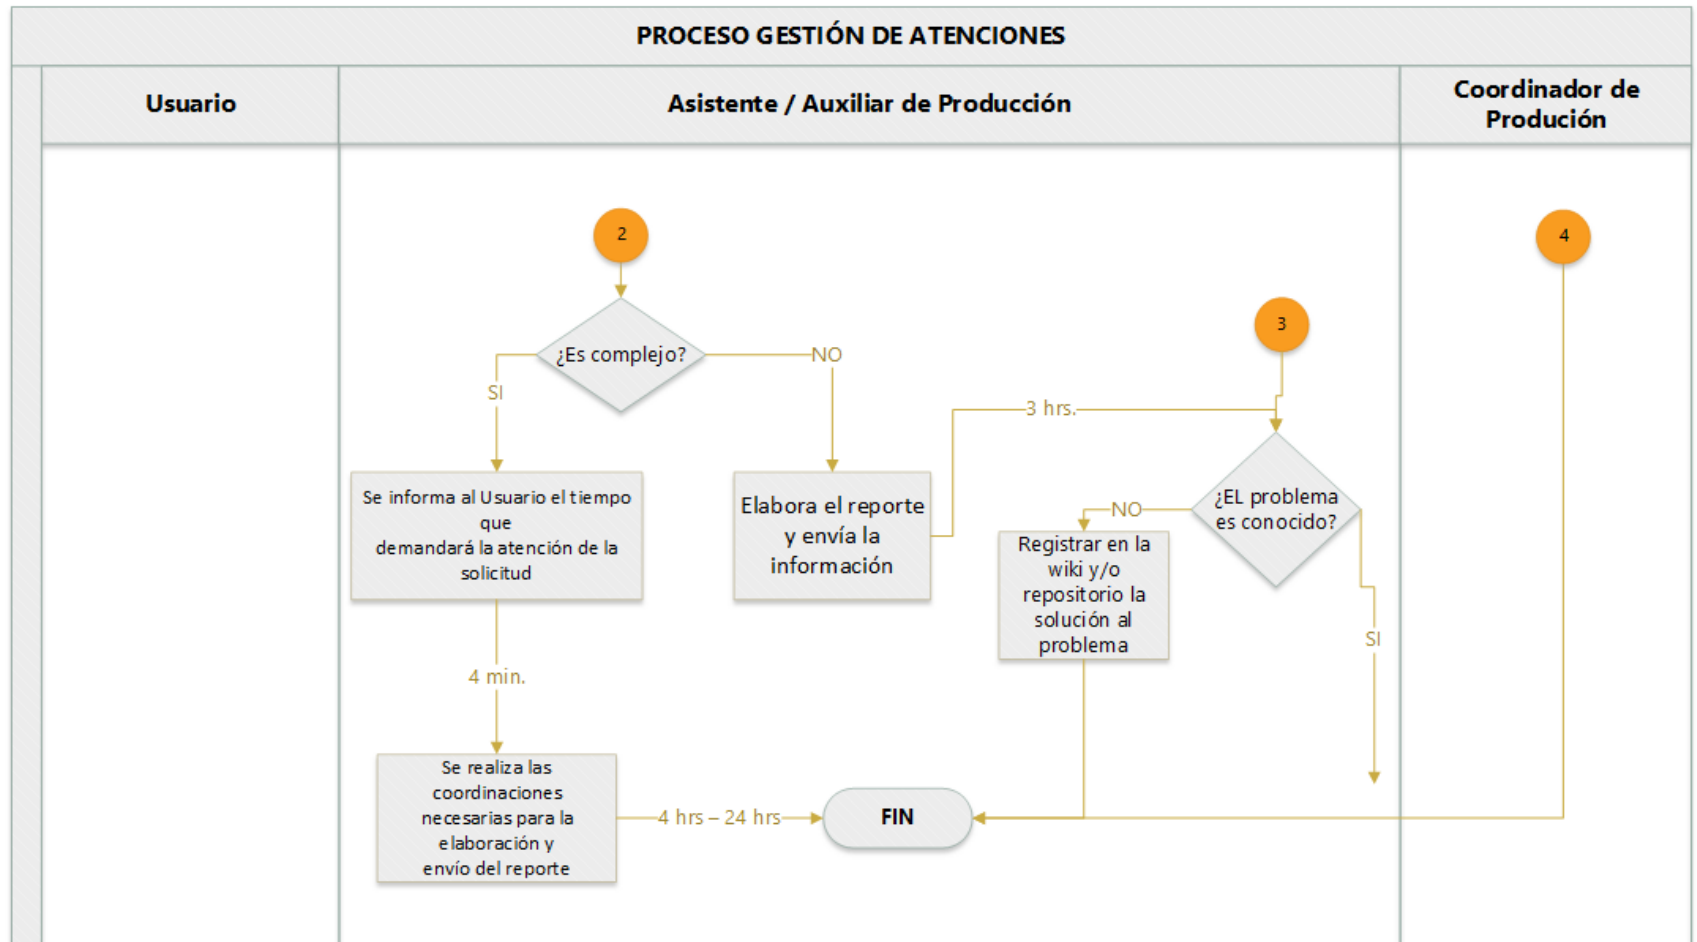 PROCESO GESTIÓN DE ATENCIONES
Usuario
Asistente / Auxiliar de Producción
Coordinador de
Produción
2
4
3
¿Es complejo?
NO
SI
3 hrs.
Se informa al Usuario el tiempo
que
demandará la atención de la
solicitud
Elabora el reporte
y envía la
información
¿EL problema
es conocido?
NO
Registrar en la
wiki y/o
repositorio la
solución al
problema
SI
4 min.
Se realiza las
coordinaciones
necesarias para la
elaboración y
envío del reporte
4 hrs – 24 hrs
FIN